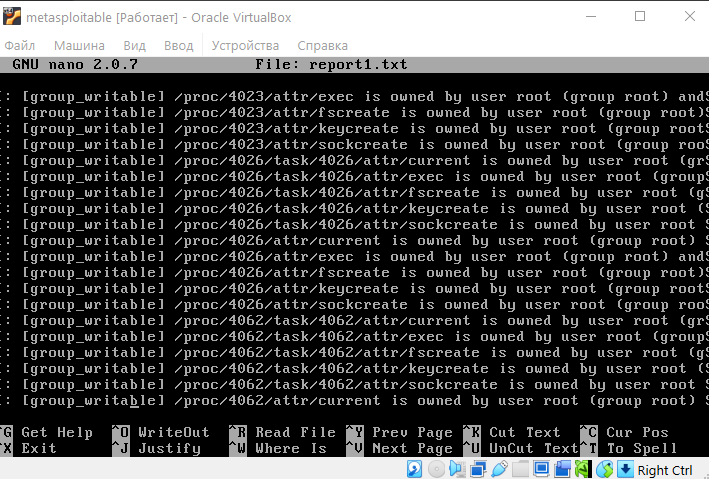 metasploitable [Работает] - Oracle VirtualBox
Файл Машина Вид Ввод Устройства Справка
GNU nano 2.0.7 File: report1.txt
[: [group_writable] /proc/4023/attr/exec is owned by user root (group root) and$
[: [group_writable] /proc/4023/attr/fscreate is owned by user root (group root)$
[: [group_writable] /proc/4023/attr/keycreate is owned by user root (group root$
[: [group_writable] /proc/4023/attr/sockcreate is owned by user root (group roo$
[: [group_writable] /proc/4026/task/4026/attr/current is owned by user root (gr$
[: [group_writable] /proc/4026/task/4026/attr/exec is owned by user root (group$
[: [group_writable] /proc/4026/task/4026/attr/fscreate is owned by user root (g$
[: [group_writable] /proc/4026/task/4026/attr/keycreate is owned by user root ($
[: [group_writable] /proc/4026/task/4026/attr/sockcreate is owned by user root $
[: [group_writable] /proc/4026/attr/current is owned by user root (group root) $
[: [group_writable] /proc/4026/attr/exec is owned by user root (group root) and$
[: [group_writable] /proc/4026/attr/fscreate is owned by user root (group root)$
[: [group_writable] /proc/4026/attr/keycreate is owned by user root (group root$
[: [group_writable] /proc/4026/attr/sockcreate is owned by user root (group roo$
[: [group_writable] /proc/4062/task/4062/attr/current is owned by user root (gr$
[: [group_writable] /proc/4062/task/4062/attr/exec is owned by user root (group$
[: [group_writable] /proc/4062/task/4062/attr/fscreate is owned by user root (g$
[: [group_writable] /proc/4062/task/4062/attr/keycreate is owned by user root ($
[: [group_writable] /proc/4062/task/4062/attr/sockcreate is owned by user root $
[: [group_writable] /proc/4062/attr/current is owned by user root (group root) $
^G Get Help ^O WriteOut ^R Read File ^Y Prev Page ^K Cut Text ^C Cur Pos
^X Exit ^J Justify ^W Where Is ^V Next Page ^U UnCut Text ^T To Spell
Right Ctrl